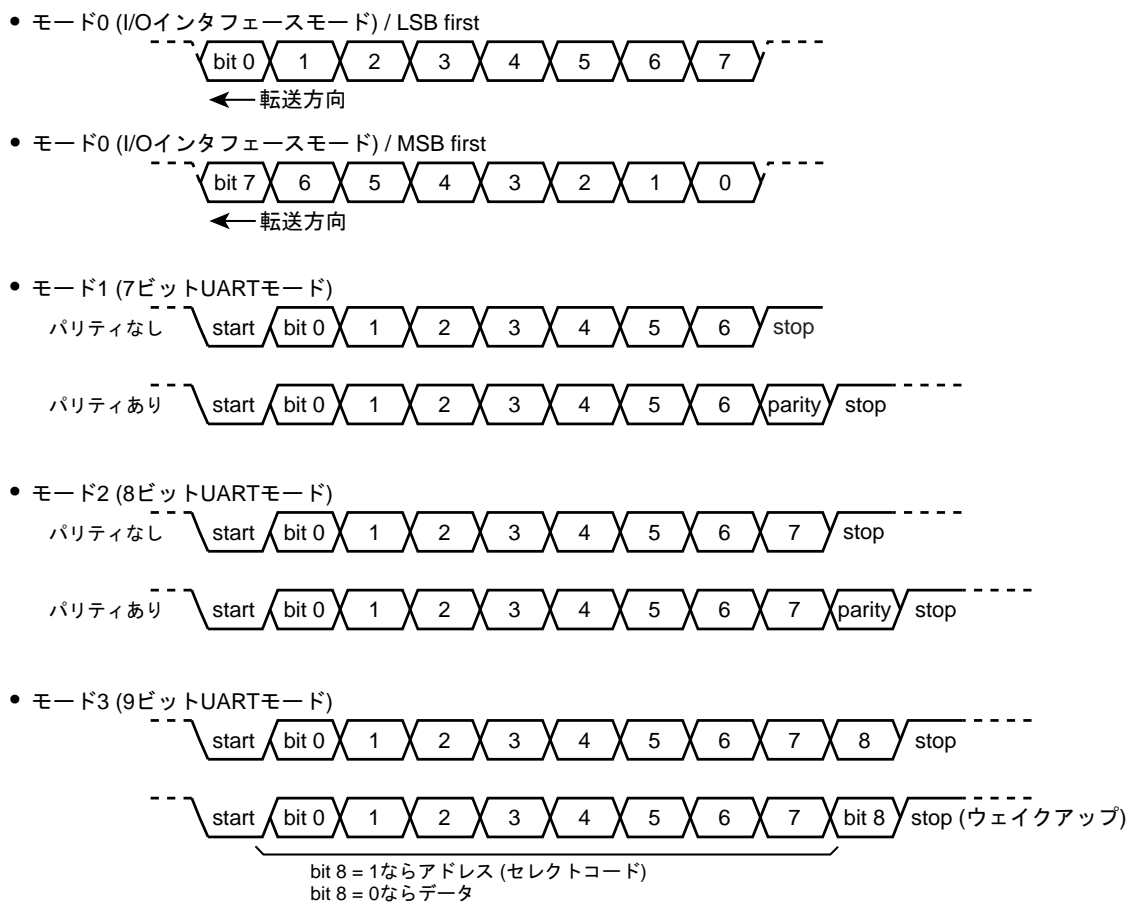 ● モード0 (I/Oインタフェースモード) / LSB first
bit 0 1 2 3 4 5 6 7
転送方向
● モード0 (I/Oインタフェースモード) / MSB first
bit 7 6 5 4 3 2 1 0
転送方向
● モード1 (7ビットUARTモード)
パリティなし start bit 0 1 2 3 4 5 6 stop
パリティあり start bit 0 1 2 3 4 5 6 parity stop
● モード2 (8ビットUARTモード)
パリティなし start bit 0 1 2 3 4 5 6 7 stop
パリティあり start bit 0 1 2 3 4 5 6 7 parity stop
● モード3 (9ビットUARTモード)
start bit 0 1 2 3 4 5 6 7 8 stop
start bit 0 1 2 3 4 5 6 7 bit 8 stop (ウェイクアップ)
bit 8 = 1ならアドレス (セレクトコード)
bit 8 = 0ならデータ